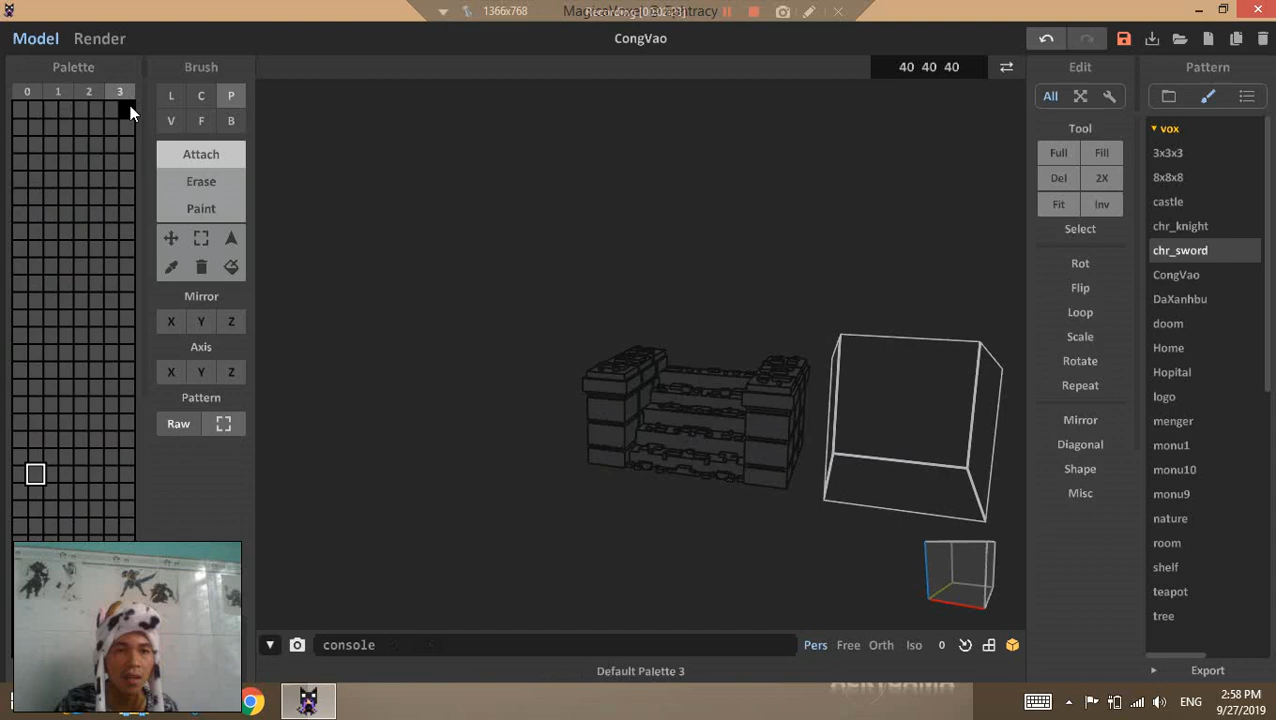 1366x768
MagicaVoxel @ Ephtracy
Model
Render
CongVao
Palette
Brush
40 40 40
Edit
Pattern
0
1
2
3
L
C
P
V
F
B
All
Attach
Erase
Paint
Tool
Full
Fill
Del
2X
Fit
Inv
Select
Rot
Flip
Loop
Scale
Rotate
Repeat
Mirror
Diagonal
Shape
Misc
Mirror
X
Y
Z
Axis
X
Y
Z
Pattern
Raw
vox
3x3x3
8x8x8
castle
chr_knight
chr_sword
CongVao
DaXanhbu
doom
Home
Hopital
logo
menger
monu1
monu10
monu9
nature
room
shelf
teapot
tree
console
Pers
Free
Orth
Iso
0
Default Palette 3
Export
ENG
2:58 PM
9/27/2019